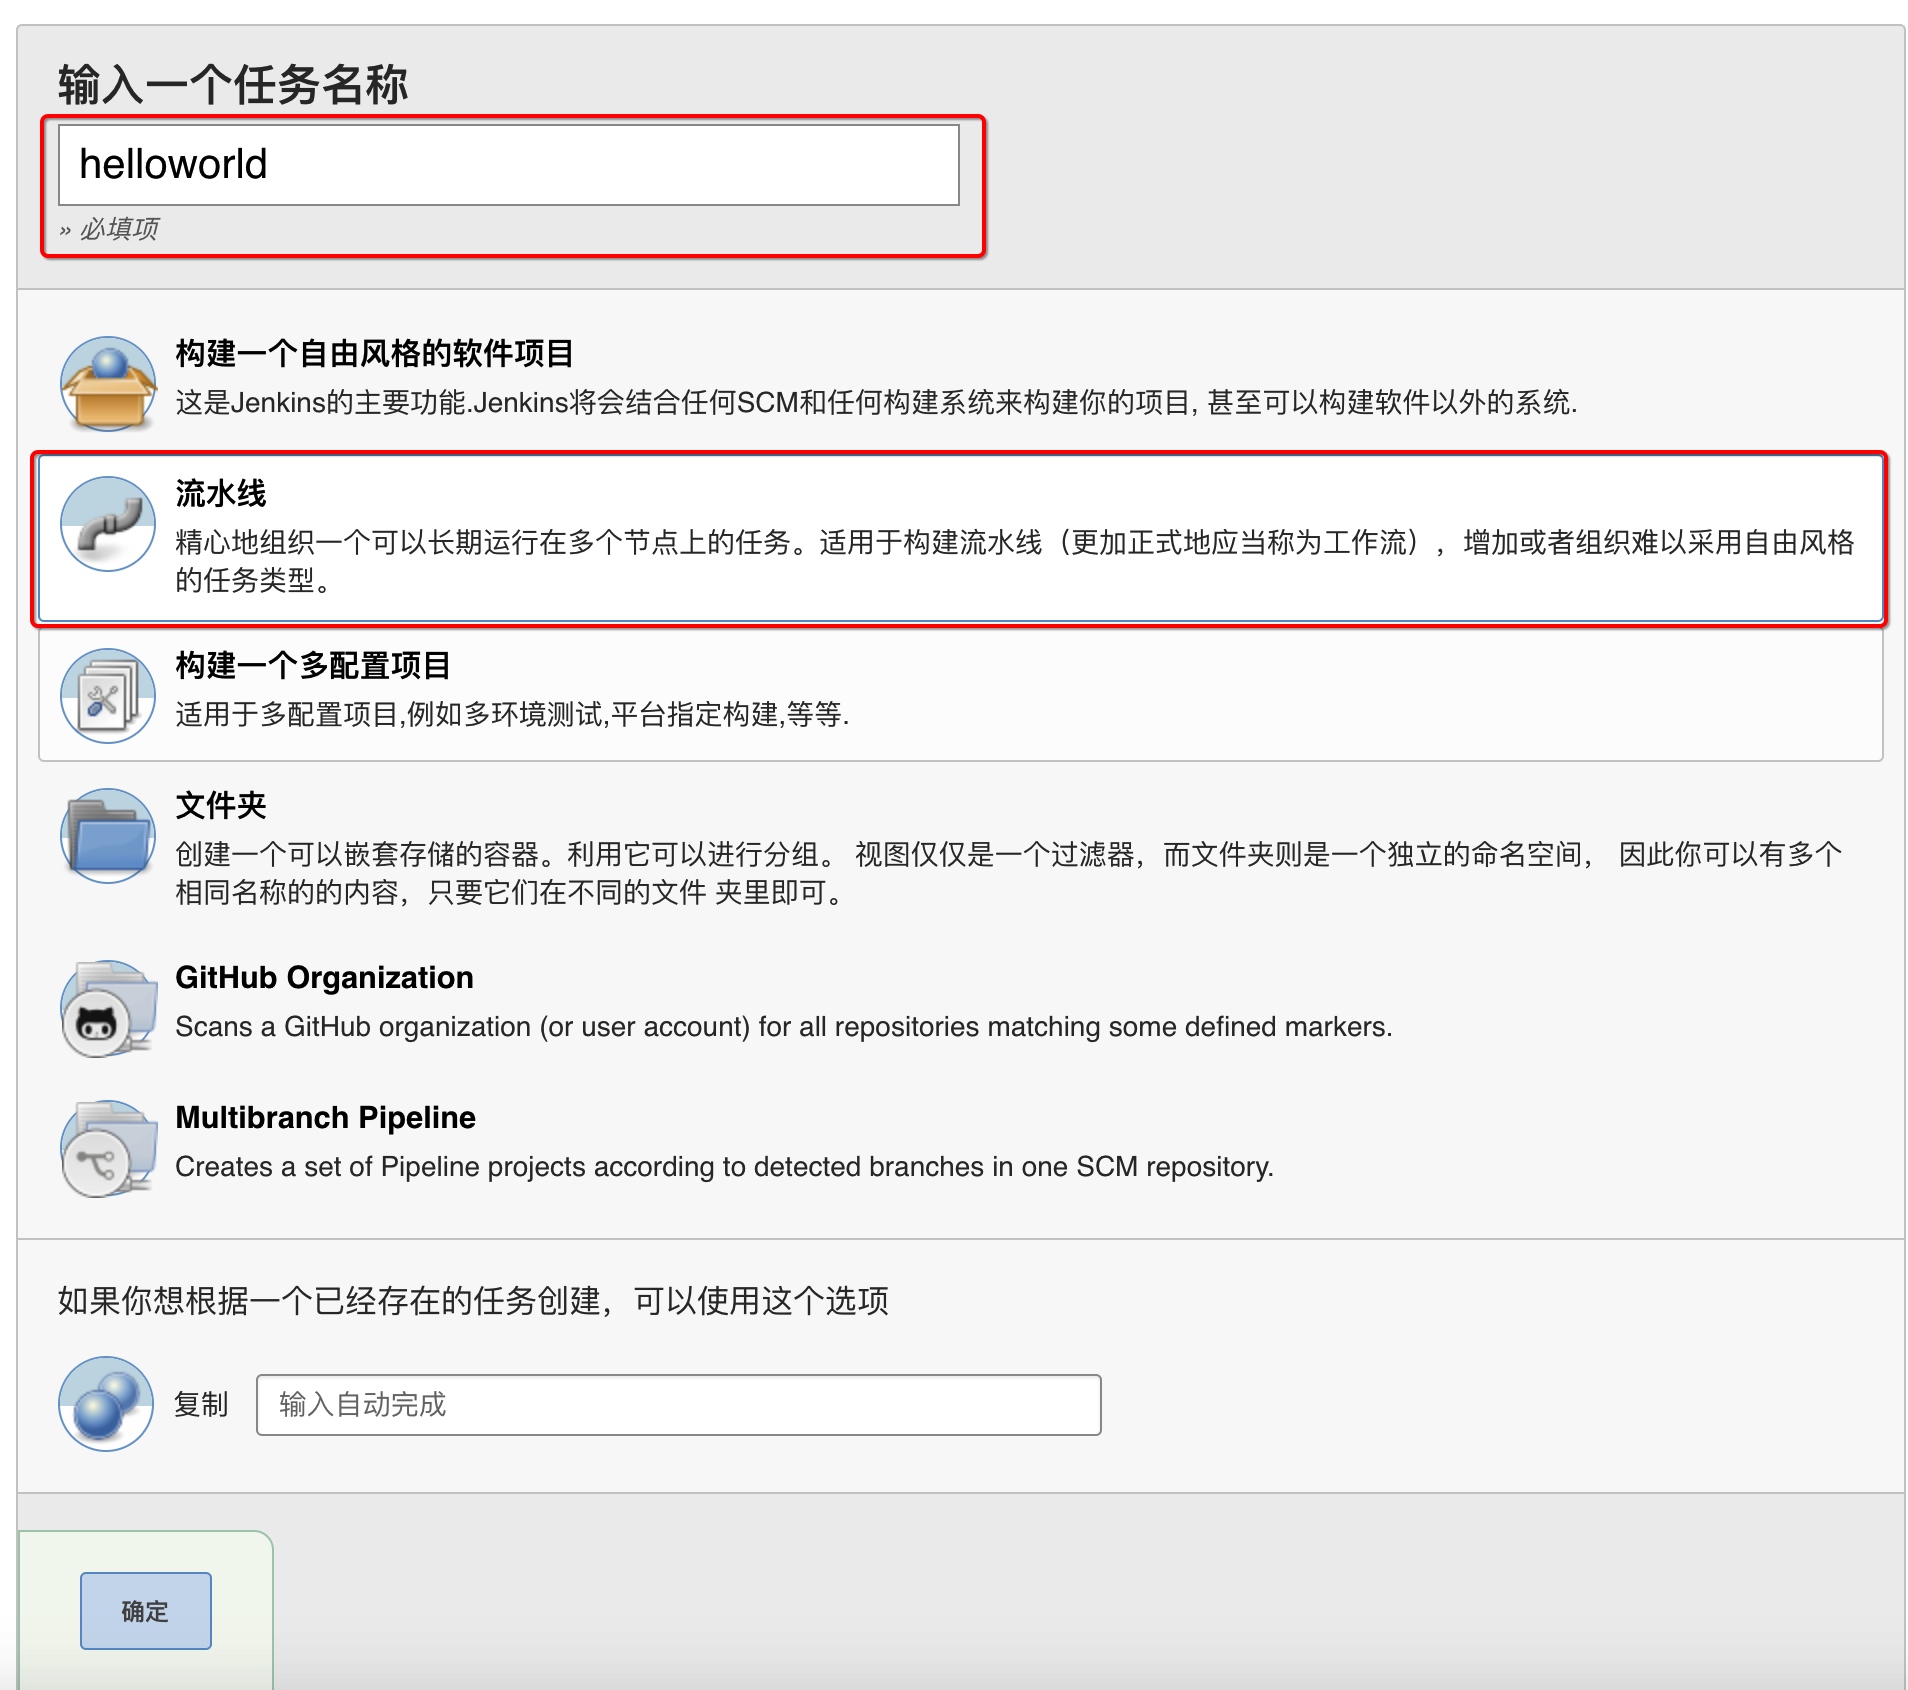 输入一个任务名称
helloworld
» 必填项
构建一个自由风格的软件项目
这是Jenkins的主要功能.Jenkins将会结合任何SCM和任何构建系统来构建你的项目, 甚至可以构建软件以外的系统.
流水线
精心地组织一个可以长期运行在多个节点上的任务。适用于构建流水线（更加正式地应当称为工作流），增加或者组织难以采用自由风格
的任务类型。
构建一个多配置项目
适用于多配置项目,例如多环境测试,平台指定构建,等等.
文件夹
创建一个可以嵌套存储的容器。利用它可以进行分组。 视图仅仅是一个过滤器，而文件夹则是一个独立的命名空间， 因此你可以有多个
相同名称的的内容，只要它们在不同的文件 夹里即可。
GitHub Organization
Scans a GitHub organization (or user account) for all repositories matching some defined markers.
Multibranch Pipeline
Creates a set of Pipeline projects according to detected branches in one SCM repository.
如果你想根据一个已经存在的任务创建，可以使用这个选项
复制 输入自动完成
确定